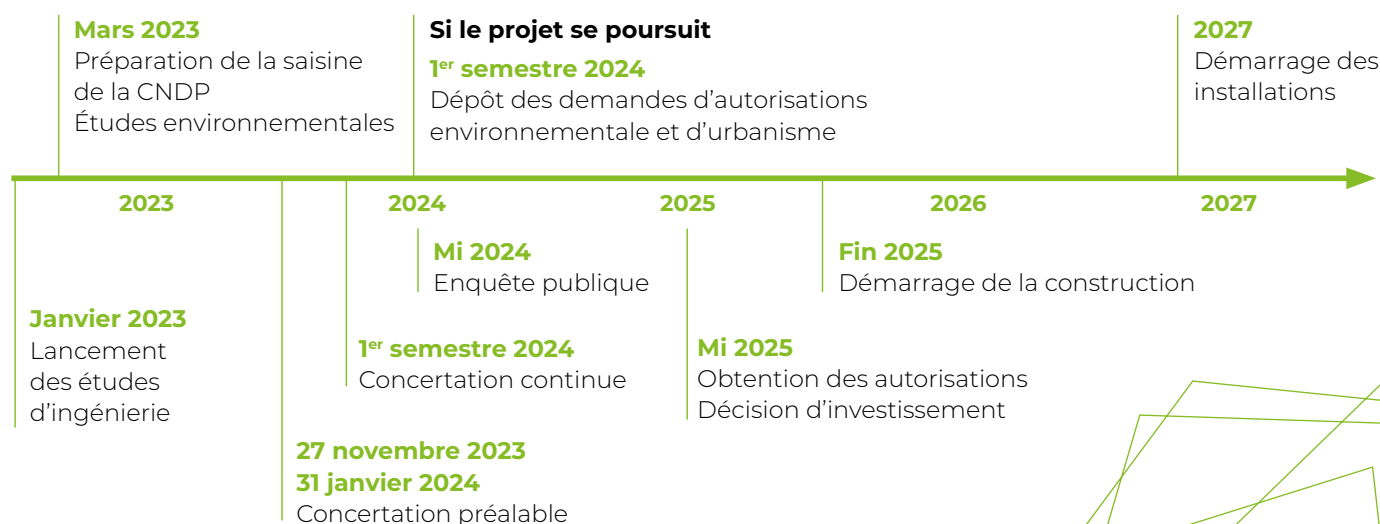 Mars 2023
Préparation de la saisine
de la CNDP
Études environnementales
Si le projet se poursuit
1er semestre 2024
Dépôt des demandes d’autorisations
environnementale et d’urbanisme
2027
Démarrage des
installations
2023
2024
2025
2026
2027
Janvier 2023
Lancement
des études
d’ingénierie
27 novembre 2023
31 janvier 2024
Concertation préalable
1er semestre 2024
Concertation continue
Mi 2024
Enquête publique
Mi 2025
Obtention des autorisations
Décision d’investissement
Fin 2025
Démarrage de la construction